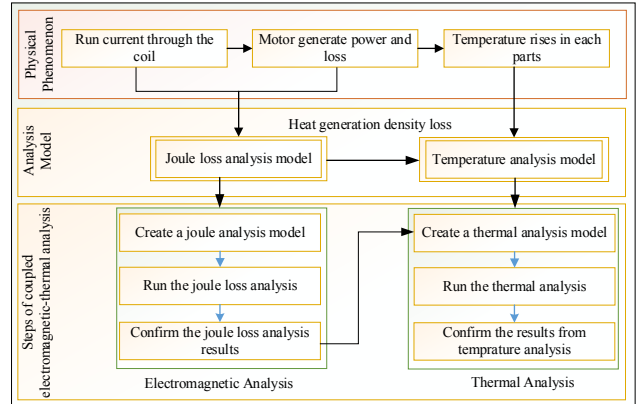 Physical
Phenomenon
Run current through the
coil
Motor generate power and
loss
Temperature rises in each
parts
Analysis
Model
Heat generation density loss
Joule loss analysis model
Temperature analysis model
Steps of coupled
electromagnetic-thermal analysis
Create a joule analysis model
Run the joule loss analysis
Confirm the joule loss analysis
results
Electromagnetic Analysis
Create a thermal analysis model
Run the thermal analysis
Confirm the results from
temprature analysis
Thermal Analysis